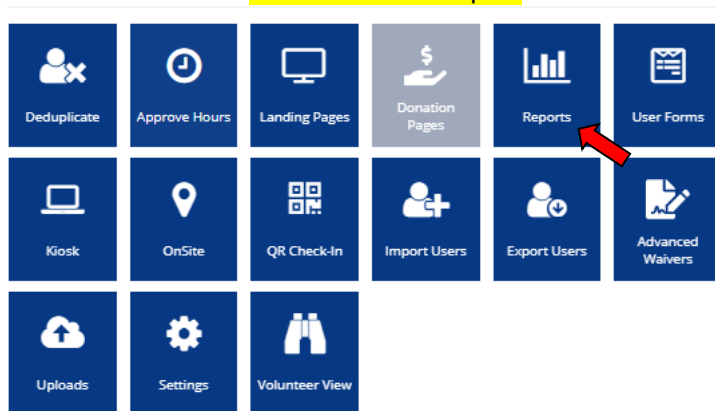 Deduplicate
Approve Hours
Landing Pages
$
Donation
Pages
Reports
User Forms
Kiosk
OnSite
QR Check-In
Import Users
Export Users
Advanced
Waivers
Uploads
Settings
Volunteer View